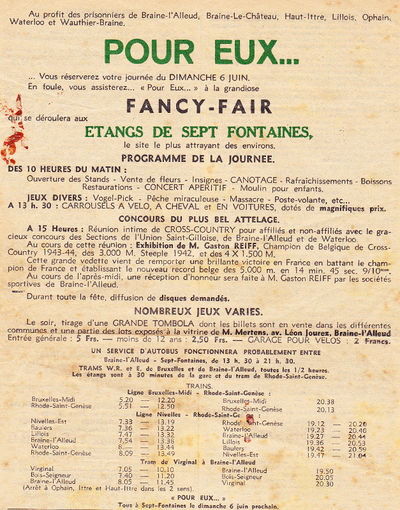 Au profit des prisonniers de Braine-l'Alleud, Braine-Le-Château, Haut-Ittre, Lillois, Ophain,
Waterloo et Wauthier-Braine.
POUR EUX...
... Vous réserverez votre journée du DIMANCHE 6 JUIN.
En foule, vous assisterez... « Pour Eux... » à la grandiose
FANCY-FAIR
qui se déroulera aux
ETANGS DE SEPT FONTAINES,
le site le plus attrayant des environs.
PROGRAMME DE LA JOURNEE.
DES 10 HEURES DU MATIN :
Ouverture des Stands - Vente de fleurs - Insignes - CANOTAGE - Rafraîchissements - Boissons
Restaurations - CONCERT APERITIF - Moulin pour enfants.
JEUX DIVERS : Vogel-Pick - Pêche miraculeuse - Massacre - Poste-volante, etc...
A 13 h. 30 : CARROUSELS A VELO, A CHEVAL et EN VOITURES, dotés de magnifiques prix.
CONCOURS DU PLUS BEL ATTELAGE.
A 15 Heures : Réunion intime de CROSS-COUNTRY pour affiliés et non-affiliés avec le gra-
cieux concours des Sections de l'Union Saint-Gilloise, de Braine-l'Alleud et de Waterloo.
Au cours de cette réunion : Exhibition de M. Gaston REIFF, Champion de Belgique de Cross-
Country 1943-44, des 3.000 M. Steeple 1942, et des 4 X 1.500 M.
Cette grande vedette vient de remporter une brillante victoire en France en battant le cham-
pion de France et établissant le nouveau record belge des 5.000 m. en 14 min. 45 sec. 9/10me.
Au cours de l'après-midi, une réception d'honneur sera faite à M. Gaston REIFF par les sociétés
sportives de Braine-l'Alleud.
Durant toute la fête, diffusion de disques demandés.
NOMBREUX JEUX VARIES.
Le soir, tirage d'une GRANDE TOMBOLA dont les billets sont en vente dans les différentes
communes et une partie des lots exposés à la vitrine de M. Mertens, av. Léon Jourez, Braine-l'Alleud
Entrée générale : 5 Frs. — moins de 12 ans : 2,50 Frs. — GARAGE POUR VELOS : 2 Francs.
UN SERVICE D'AUTOBUS FONCTIONNERA PROBABLEMENT ENTRE
Braine-l'Alleud - Sept-Fontaines, de 13 h. 30 à 21 h. 30.
TRAMS W.R. et E. de Bruxelles et de Braine-l'Alleud, toutes les 1/2 heures.
Les étangs sont à 30 minutes de la gare et du tram de Rhode-Saint-Genèse.
TRAINS.
Ligne Bruxelles-Midi - Rhode-Saint-Genèse :
Bruxelles-Midi 5.20 — 12.20 Bruxelles-Midi 20.38
Rhode-Saint-Genèse 5.51 — 12.50 Rhode-Saint-Genèse 20.13
Ligne Nivelles - Rhode-Saint-Genèse :
Nivelles-Est 7.33 — 13.19 Rhode-Saint-Genèse 19.12 — 20.26
Baulers 7.36 — 13.22 Waterloo 19.23 — 20.40
Lillois 7.47 — 13.32 Braine-l'Alleud 19.27 — 20.44
Braine-l'Alleud 7.54 — 13.38 Lillois 19.36 — 20.53
Waterloo 8.— — 13.44 Baulers 19.42 — 20.59
Rhode-Saint-Genèse 8.11 — 13.55 Nivelles-Est 19.47 — 21.04
Tram de Virginal à Braine-l'Alleud
Virginal 7.05 — 10.10 Braine-l'Alleud 19.50
Bois-Seigneur 7.40 — 11.20 Bois-Seigneur 20.05
Braine-l'Alleud 8.05 — 11.45 Virginal 20.30
(Arrêt à Ophain, Ittre et Haut-Ittre dans les 2 sens).
« POUR EUX... »
Tous à Sept-Fontaines le dimanche 6 juin prochain.